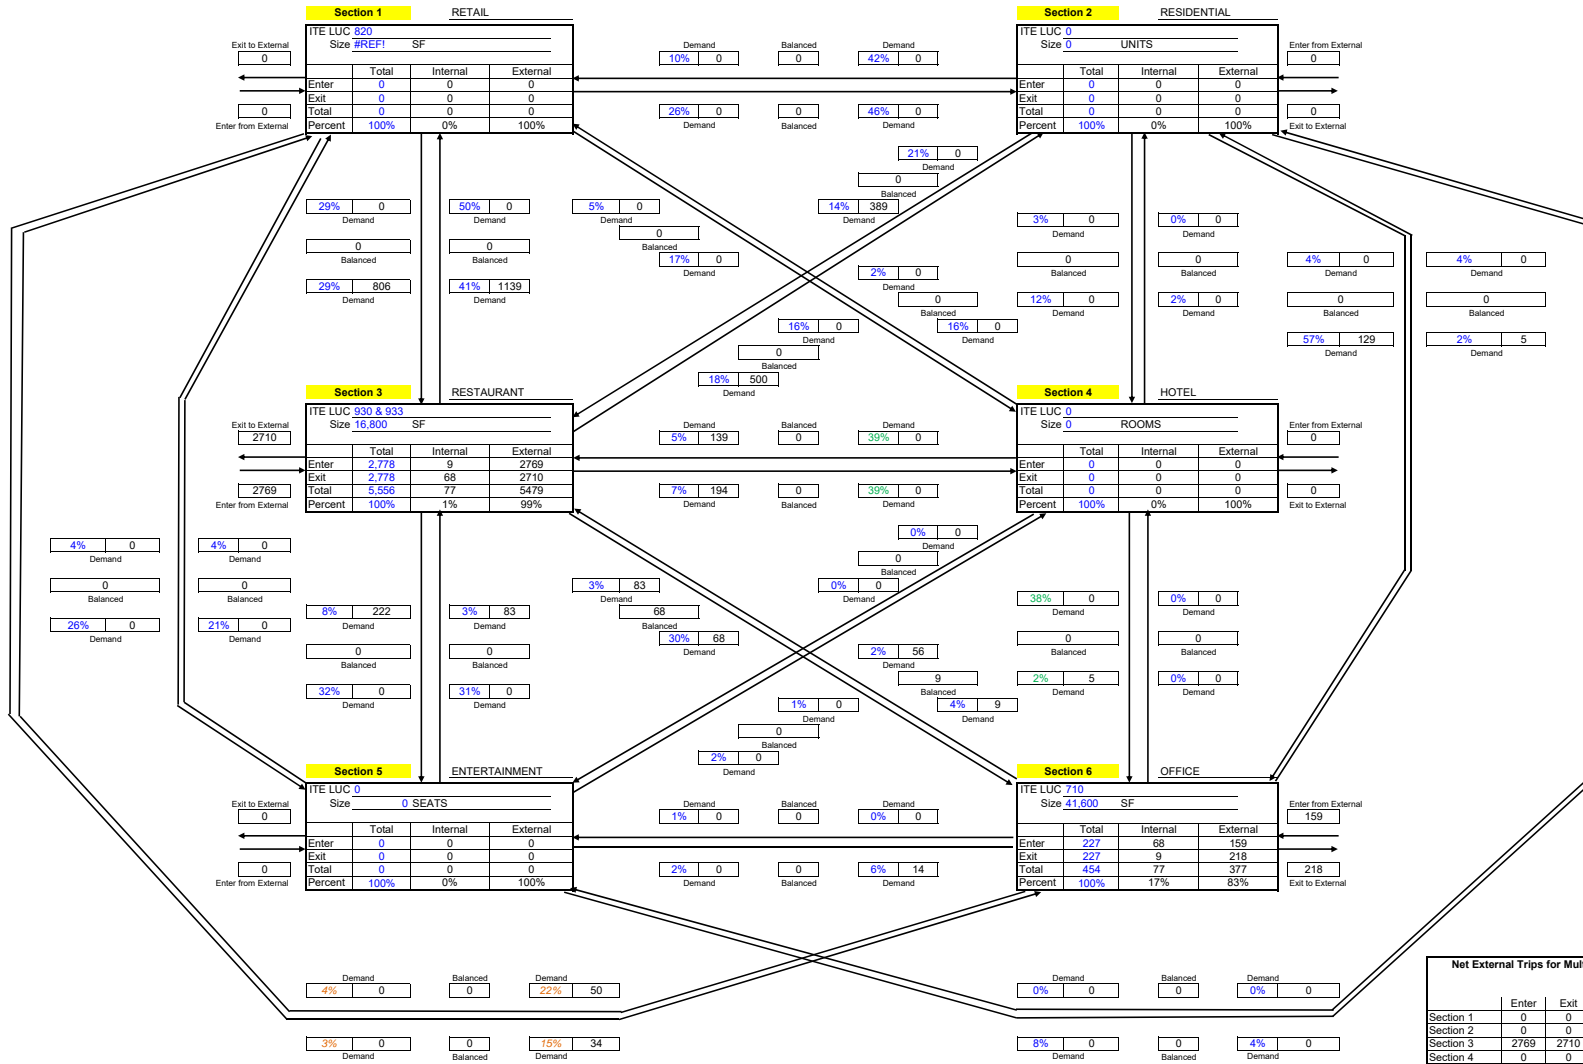 Section 1 RETAIL Section 2 RESIDENTIAL
ITE LUC 820 ITE LUC 0
Size #REF! SF Size 0 UNITS
Exit to External Demand Balanced Demand Enter from External
0 10% 0 0 42% 0 0
Total Internal External Total Internal External
Enter 0 0 0 Enter 0 0 0
Exit 0 0 0 Exit 0 0 0
0 Total 0 0 0 26% 0 0 46% 0 Total 0 0 0 0
Enter from External Percent 100% 0% 100% Demand Balanced Demand Percent 100% 0% 100% Exit to External
21% 0
Demand
0
Balanced
29% 0 50% 0 5% 0 14% 389
Demand Demand Demand Demand
3% 0 0% 0
Demand Demand
0
Balanced
0 0
Balanced Balanced
17% 0
Demand
0 0 4% 0 4% 0
Balanced Balanced Demand Demand
2% 0
Demand
29% 806 41% 1139
Demand Demand
0
Balanced
12% 0 2% 0 0 0
Demand Demand Balanced Balanced
16% 0 16% 0
Demand Demand
57% 129 2% 5
Demand Demand
0
Balanced
18% 500
Demand
Section 3 RESTAURANT Section 4 HOTEL
ITE LUC 930 & 933 ITE LUC 0
Size 16,800 SF Size 0 ROOMS
Exit to External Demand Balanced Demand Enter from External
2710 5% 139 0 39% 0 0
Total Internal External Total Internal External
Enter 2,778 9 2769 Enter 0 0 0
Exit 2,778 68 2710 Exit 0 0 0
2769 Total 5,556 77 5479 7% 194 0 39% 0 Total 0 0 0 0
Enter from External Percent 100% 1% 99% Demand Balanced Demand Percent 100% 0% 100% Exit to External
0% 0
Demand
4% 0 4% 0
Demand Demand
0
Balanced
0 0 3% 83 0% 0
Balanced Balanced Demand Demand
8% 222 3% 83 68 38% 0 0% 0
Demand Demand Balanced Demand Demand
26% 0 21% 0
Demand Demand
30% 68
Demand
0 0 2% 56 0 0
Balanced Balanced Demand Balanced Balanced
9
Balanced
32% 0 31% 0 2% 5 0% 0
Demand Demand Demand Demand
1% 0 4% 9
Demand Demand
0
Balanced
2% 0
Demand
Section 5 ENTERTAINMENT Section 6 OFFICE
ITE LUC 0 ITE LUC 710
Size 0 SEATS Size 41,600 SF
Exit to External Demand Balanced Demand Enter from External
0 1% 0 0 0% 0 159
Total Internal External Total Internal External
Enter 0 0 0 Enter 227 68 159
Exit 0 0 0 Exit 227 9 218
0 Total 0 0 0 2% 0 0 6% 14 Total 454 77 377 218
Enter from External Percent 100% 0% 100% Demand Balanced Demand Percent 100% 17% 83% Exit to External
Net External Trips for Mul
Demand Balanced Demand Demand Balanced Demand
4% 0 0 22% 50 0% 0 0 0% 0
Enter Exit
Section 1 0 0
Section 2 0 0
Section 3 2769 2710
Section 4 0 0
3% 0 0 15% 34 8% 0 0 4% 0
Demand Balanced Demand Demand Balanced Demand